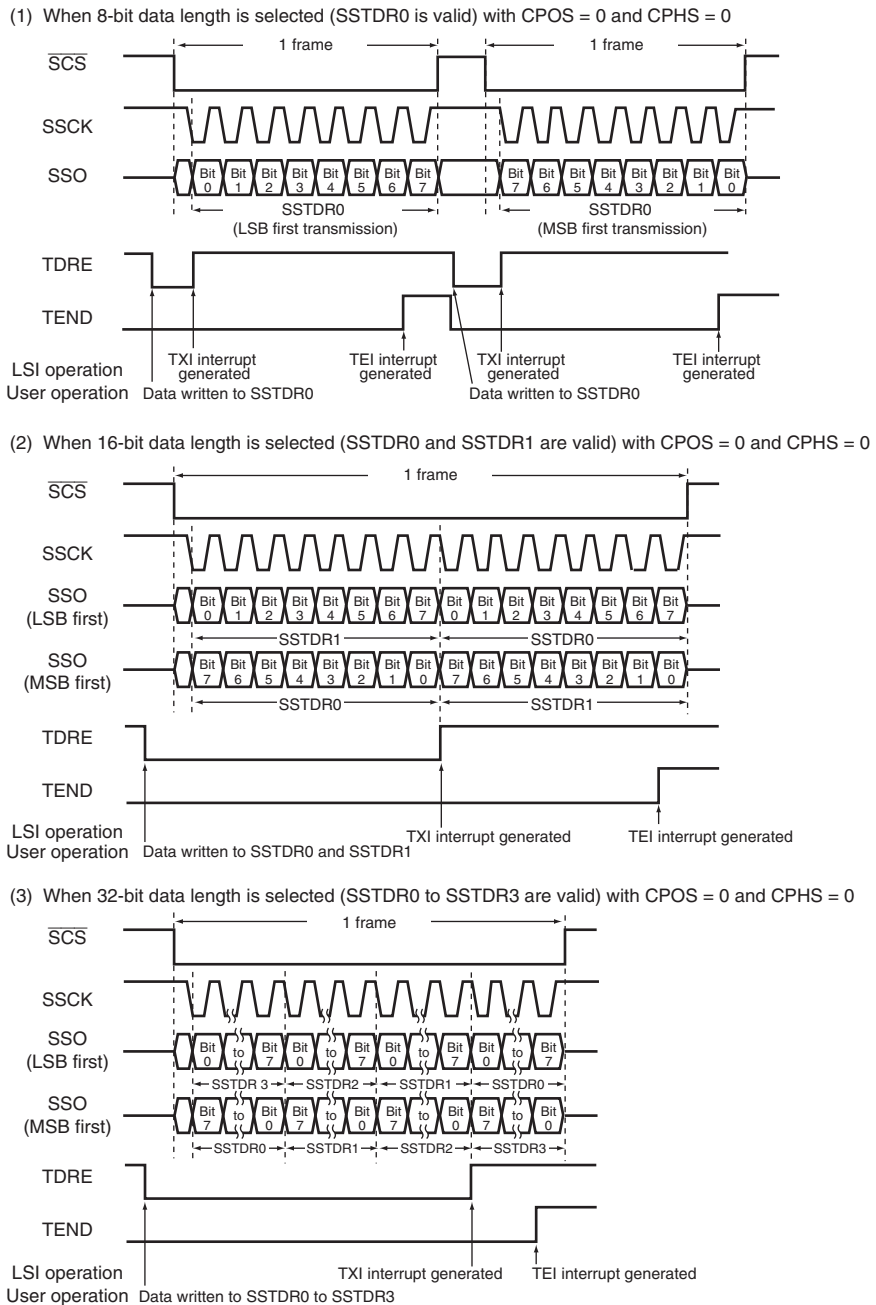 (1) When 8-bit data length is selected (SSTDR0 is valid) with CPOS = 0 and CPHS = 0
1 frame 1 frame
SCS
SSCK
SSO Bit 0 Bit 1 Bit 2 Bit 3 Bit 4 Bit 5 Bit 6 Bit 7 Bit 7 Bit 6 Bit 5 Bit 4 Bit 3 Bit 2 Bit 1 Bit 0
SSTDR0 SSTDR0
(LSB first transmission) (MSB first transmission)
TDRE
TEND
LSI operation TXI interrupt generated TEI interrupt generated TXI interrupt generated TEI interrupt generated
User operation Data written to SSTDR0 Data written to SSTDR0
(2) When 16-bit data length is selected (SSTDR0 and SSTDR1 are valid) with CPOS = 0 and CPHS = 0
1 frame
SCS
SSCK
SSO (LSB first) Bit 0 Bit 1 Bit 2 Bit 3 Bit 4 Bit 5 Bit 6 Bit 7 Bit 0 Bit 1 Bit 2 Bit 3 Bit 4 Bit 5 Bit 6 Bit 7
SSTDR1 SSTDR0
SSO (MSB first) Bit 7 Bit 6 Bit 5 Bit 4 Bit 3 Bit 2 Bit 1 Bit 0 Bit 7 Bit 6 Bit 5 Bit 4 Bit 3 Bit 2 Bit 1 Bit 0
SSTDR0 SSTDR1
TDRE
TEND
LSI operation TXI interrupt generated TEI interrupt generated
User operation Data written to SSTDR0 and SSTDR1
(3) When 32-bit data length is selected (SSTDR0 to SSTDR3 are valid) with CPOS = 0 and CPHS = 0
1 frame
SCS
SSCK
SSO (LSB first) Bit 0 to Bit 7 Bit 0 to Bit 7 Bit 0 to Bit 7 Bit 0 to Bit 7
SSTDR 3 SSTDR2 SSTDR1 SSTDR0
SSO (MSB first) Bit 7 to Bit 0 Bit 7 to Bit 0 Bit 7 to Bit 0 Bit 7 to Bit 0
SSTDR0 SSTDR1 SSTDR2 SSTDR3
TDRE
TEND
LSI operation TXI interrupt generated TEI interrupt generated
User operation Data written to SSTDR0 to SSTDR3